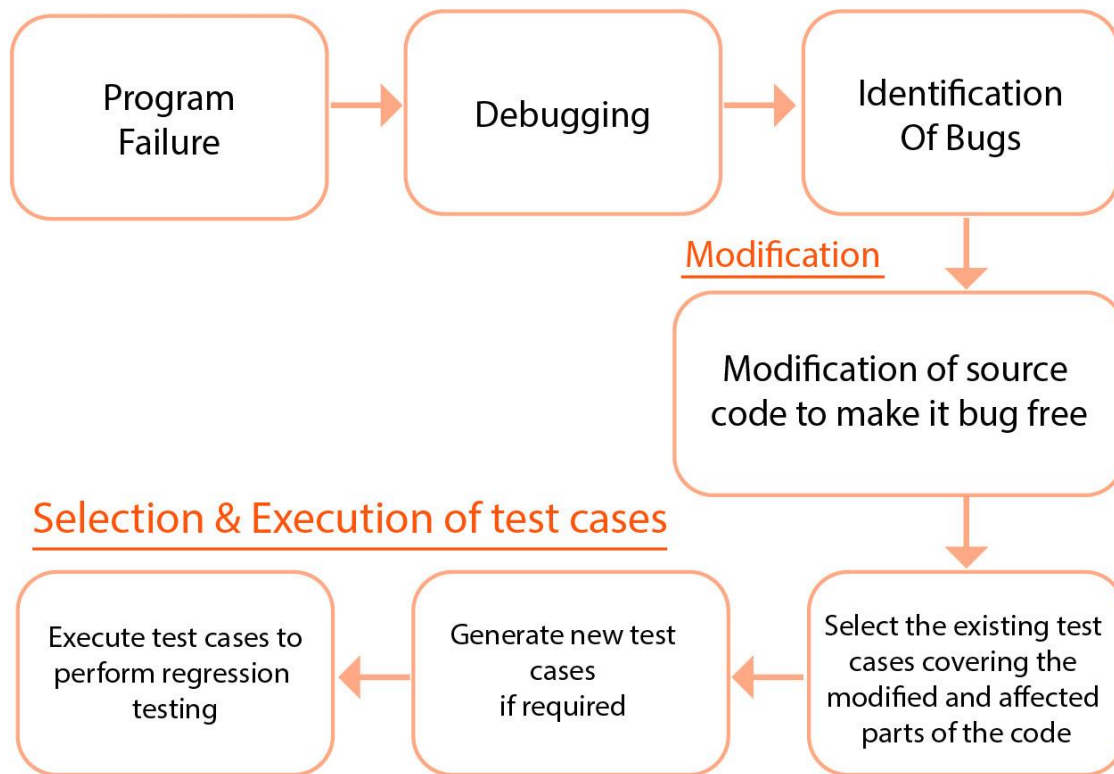 Program
Failure
Debugging
Identification
Of Bugs
Modification
Modification of source
code to make it bug free
Selection & Execution of test cases
Execute test cases to
perform regression
testing
Generate new test
cases
if required
Select the existing test
cases covering the
modified and affected
parts of the code